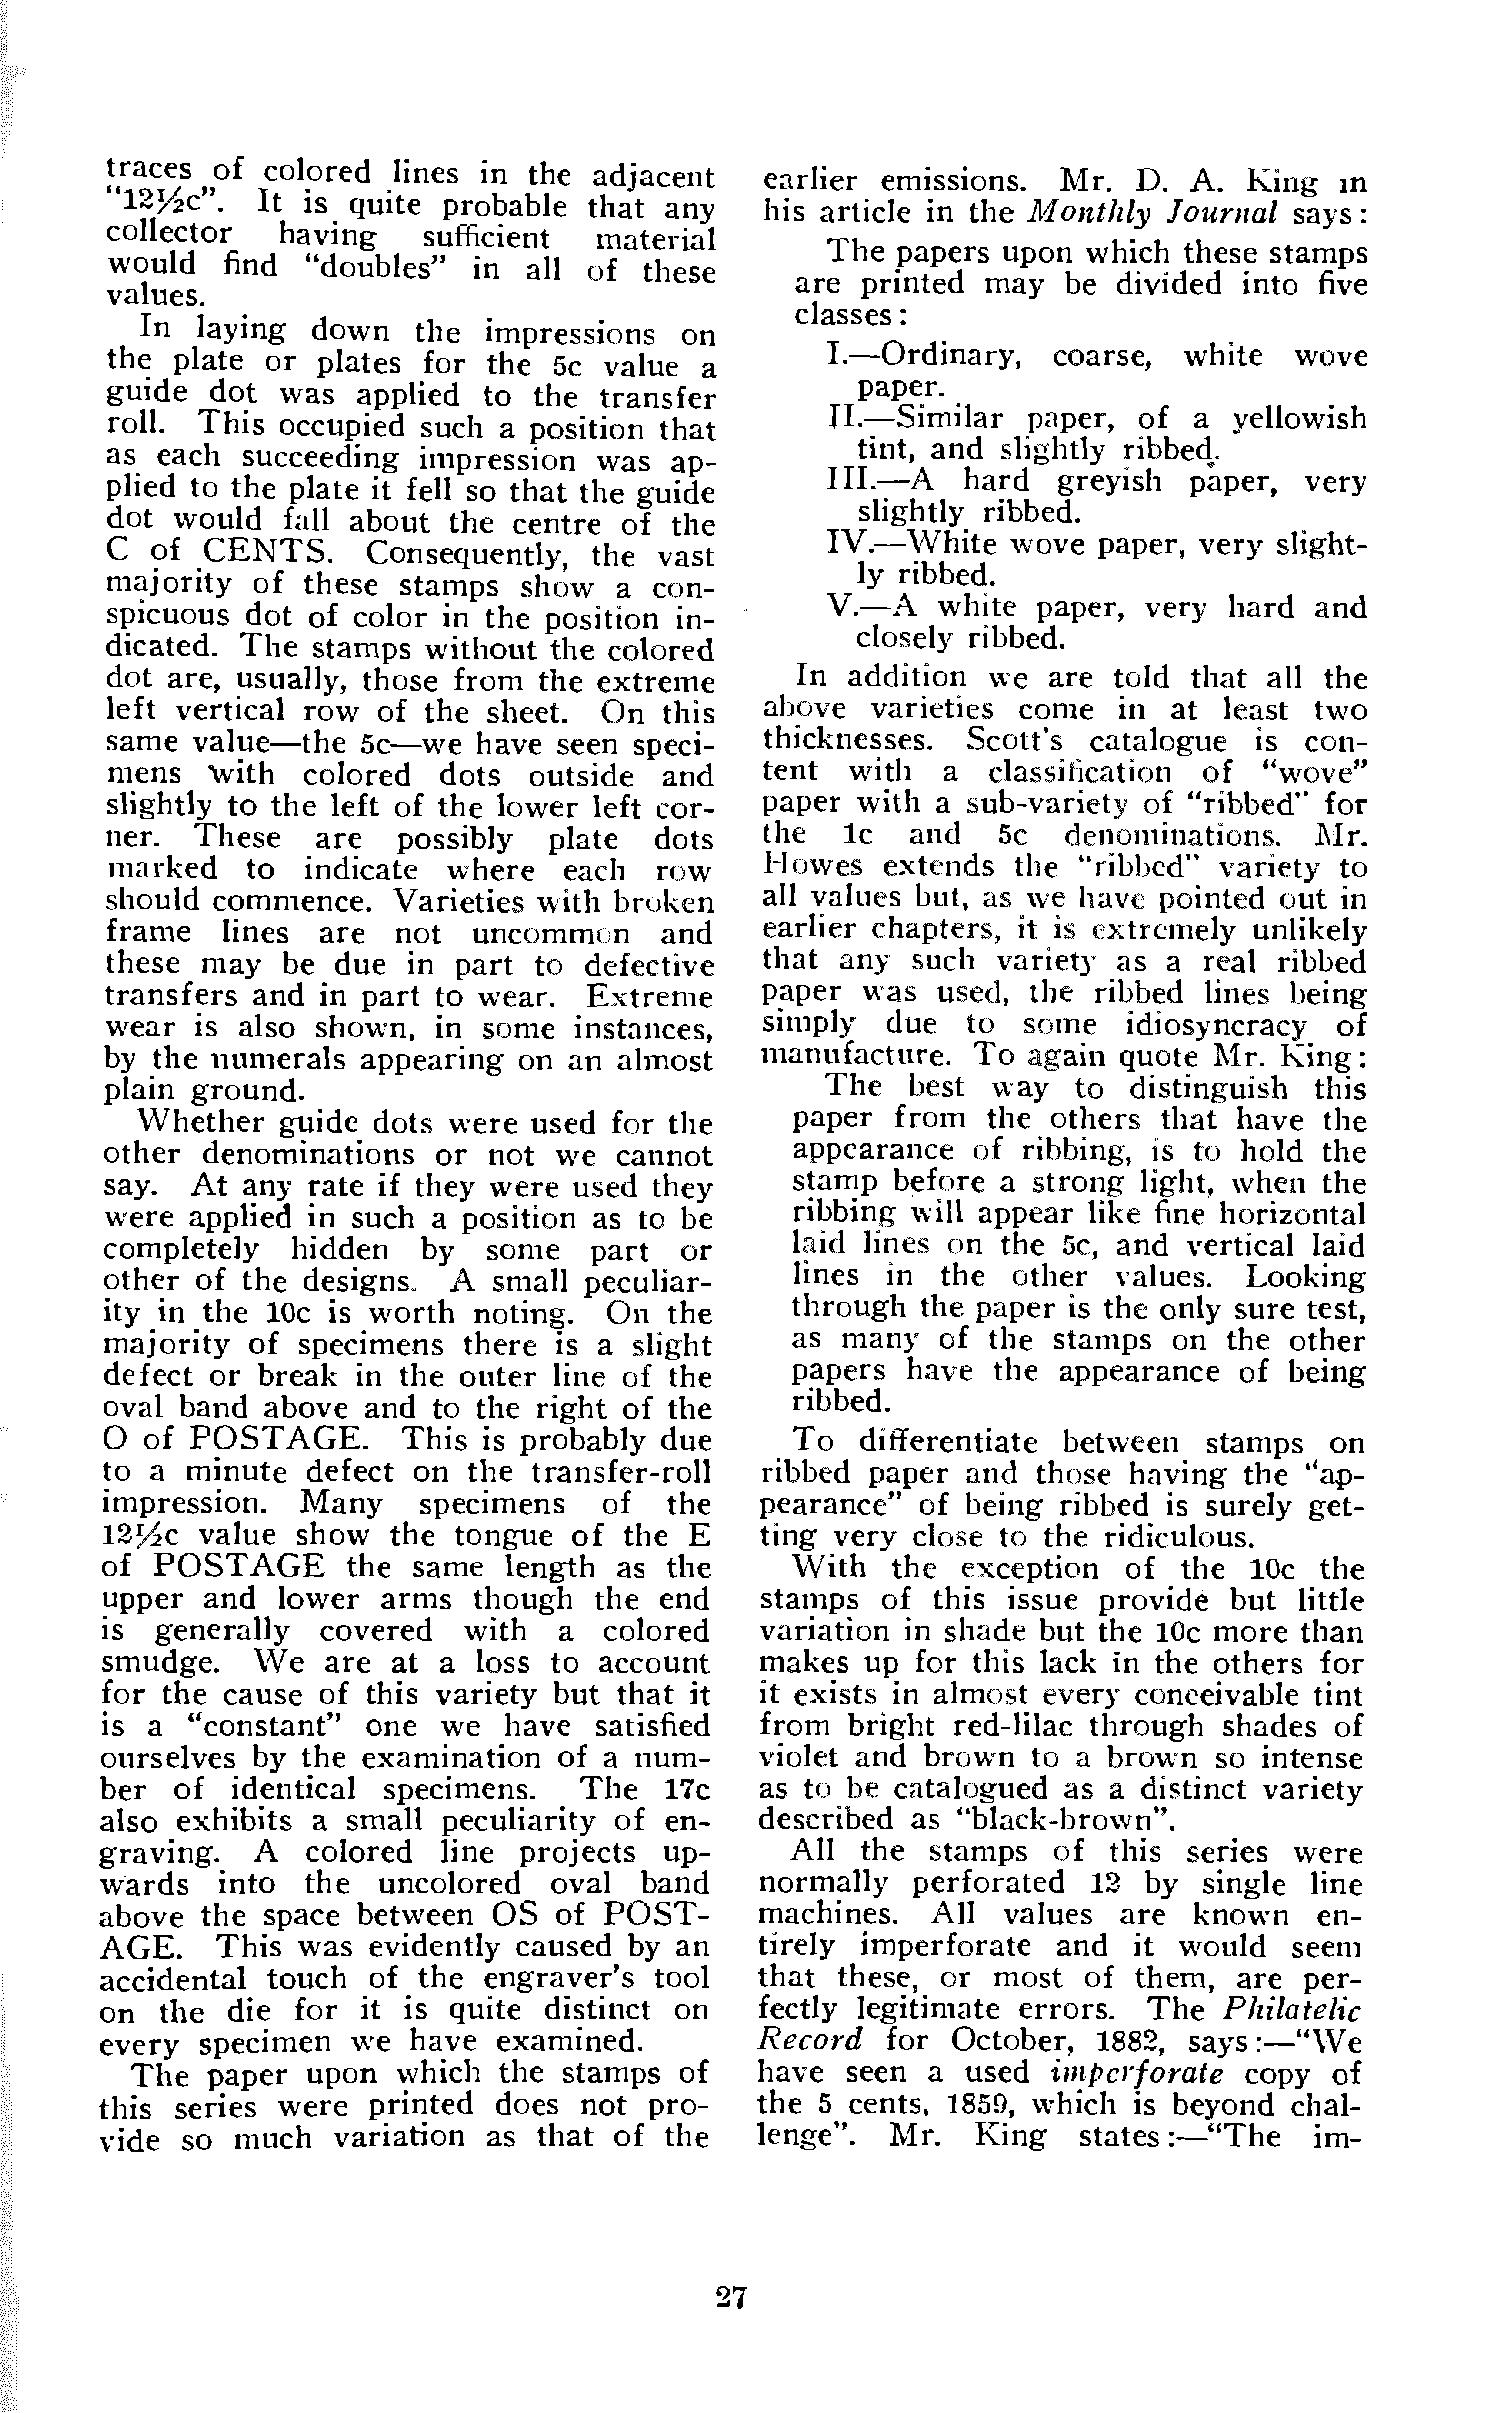 traces of colored lines in the adjacent
"12½c". It is quite probable that any
collector having sufficient material
would find "doubles" in all of these
values.
In laying down the impressions on
the plate or plates for the 5c value a
guide dot was applied to the transfer
roll. This occupied such a position that
as each succeeding impression was ap-
plied to the plate it fell so that the guide
dot would fall about the centre of the
C of CENTS. Consequently, the vast
majority of these stamps show a con-
spicuous dot of color in the position in-
dicated. The stamps without the colored
dot are, usually, those from the extreme
left vertical row of the sheet. On this
same value—the 5c—we have seen speci-
mens with colored dots outside and
slightly to the left of the lower left cor-
ner. These are possibly plate dots
marked to indicate where each row
should commence. Varieties with broken
frame lines are not uncommon and
these may be due in part to defective
transfers and in part to wear. Extreme
wear is also shown, in some instances,
by the numerals appearing on an almost
plain ground.
Whether guide dots were used for the
other denominations or not we cannot
say. At any rate if they were used they
were applied in such a position as to be
completely hidden by some part or
other of the designs. A small peculiar-
ity in the 10c is worth noting. On the
majority of specimens there is a slight
defect or break in the outer line of the
oval band above and to the right of the
O of POSTAGE. This is probably due
to a minute defect on the transfer-roll
impression. Many specimens of the
12½c value show the tongue of the E
of POSTAGE the same length as the
upper and lower arms though the end
is generally covered with a colored
smudge. We are at a loss to account
for the cause of this variety but that it
is a "constant" one we have satisfied
ourselves by the examination of a num-
ber of identical specimens. The 17c
also exhibits a small peculiarity of en-
graving. A colored line projects up-
wards into the uncolored oval band
above the space between OS of POST-
AGE. This was evidently caused by an
accidental touch of the engraver's tool
on the die for it is quite distinct on
every specimen we have examined.
The paper upon which the stamps of
this series were printed does not pro-
vide so much variation as that of the
earlier emissions. Mr. D. A. King in
his article in the Monthly Journal says:
The papers upon which these stamps
are printed may be divided into five
classes:
I.—Ordinary, coarse, white wove
paper.
II.—Similar paper, of a yellowish
tint, and slightly ribbed.
III.—A hard greyish paper, very
slightly ribbed.
IV.—White wove paper, very slight-
ly ribbed.
V.—A white paper, very hard and
closely ribbed.
In addition we are told that all the
above varieties come in at least two
thicknesses. Scott's catalogue is con-
tent with a classification of "wove"
paper with a sub-variety of "ribbed" for
the 1c and 5c denominations. Mr.
Howes extends the "ribbed" variety to
all values but, as we have pointed out in
earlier chapters, it is extremely unlikely
that any such variety as a real ribbed
paper was used, the ribbed lines being
simply due to some idiosyncracy of
manufacture. To again quote Mr. King:
The best way to distinguish this
paper from the others that have the
appearance of ribbing, is to hold the
stamp before a strong light, when the
ribbing will appear like fine horizontal
laid lines on the 5c, and vertical laid
lines in the other values. Looking
through the paper is the only sure test,
as many of the stamps on the other
papers have the appearance of being
ribbed.
To differentiate between stamps on
ribbed paper and those having the "ap-
pearance" of being ribbed is surely get-
ting very close to the ridiculous.
With the exception of the 10c the
stamps of this issue provide but little
variation in shade but the 10c more than
makes up for this lack in the others for
it exists in almost every conceivable tint
from bright red-lilac through shades of
violet and brown to a brown so intense
as to be catalogued as a distinct variety
described as "black-brown".
All the stamps of this series were
normally perforated 12 by single line
machines. All values are known en-
tirely imperforate and it would seem
that these, or most of them, are per-
fectly legitimate errors. The Philatelic
Record for October, 1882, says:—"We
have seen a used imperforate copy of
the 5 cents, 1859, which is beyond chal-
lenge". Mr. King states:—"The im-
27